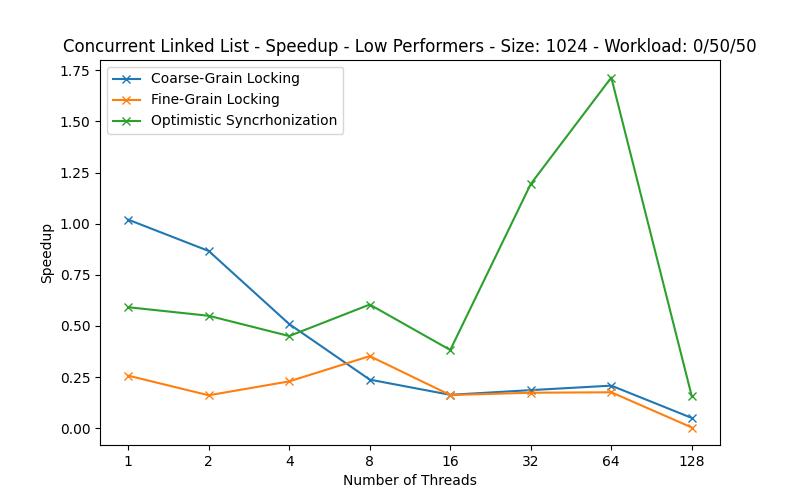 Concurrent Linked List - Speedup - Low Performers - Size: 1024 - Workload: 0/50/50
Coarse-Grain Locking
Fine-Grain Locking
Optimistic Syncrhonization
1.75
1.50
1.25
1.00
0.75
0.50
0.25
0.00
Speedup
1 2 4 8 16 32 64 128
Number of Threads